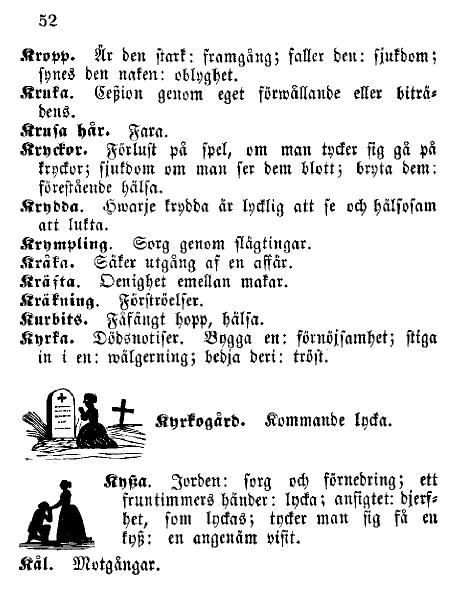 52
Kropp. Är den stark: framgång; faller den: sjukdom;
synes den naken: oblyghet.
Kruka. Ceßion genom eget förwållande eller biträ-
dens.
Krusa hår. Fara.
Kryckor. Förlust på spel, om man tycker sig gå på
kryckor; sjukdom om man ser dem blott; bryta dem:
förestående hälsa.
Krydda. Hwarje krydda är lycklig att se och hälsosam
att lukta.
Krympling. Sorg genom slägtingar.
Kråka. Säker utgång af en affär.
Kräfta. Oenighet emellan makar.
Kräkning. Förströelser.
Kurbits. Fåfängt hopp, hälsa.
Kyrka. Dödsnotiser. Bygga en: förnöjsamhet; stiga
in i en: wälgerning; bedja deri: tröst.
Kyrkogård. Kommande lycka.
Kyßa. Jorden: sorg och förnedring; ett
fruntimmers händer: lycka; ansigtet: djerf-
het, som lyckas; tycker man sig få en
kyß: en angenäm visit.
Kål. Motgångar.